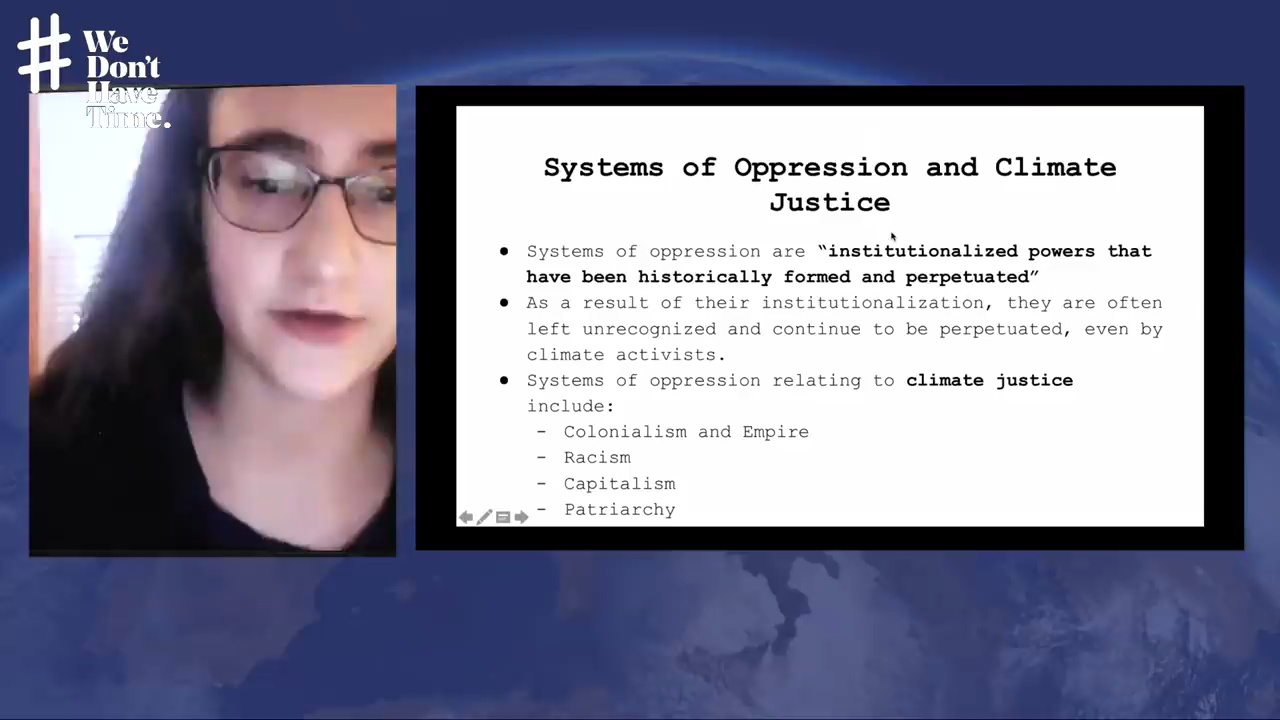 We
Don't
Have
Time.
Systems of Oppression and Climate
Justice
● Systems of oppression are “institutionalized powers that
have been historically formed and perpetuated”
● As a result of their institutionalization, they are often
left unrecognized and continue to be perpetuated, even by
climate activists.
● Systems of oppression relating to climate justice
include:
- Colonialism and Empire
- Racism
- Capitalism
- Patriarchy